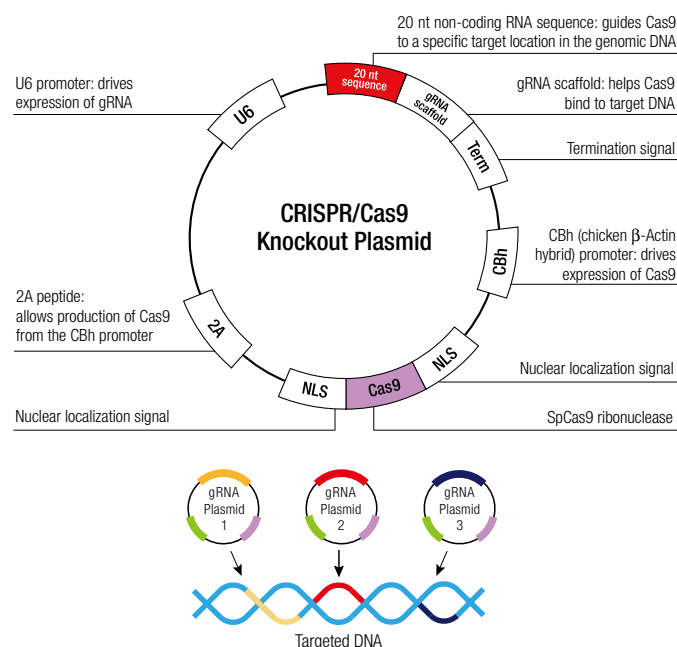 20 nt non-coding RNA sequence: guides Cas9
to a specific target location in the genomic DNA
U6 promoter: drives
expression of gRNA
gRNA scaffold: helps Cas9
bind to target DNA
Termination signal
20 nt
sequence
gRNA
scaffold
Term
U6
CRISPR/Cas9
Knockout Plasmid
CBh
CBh (chicken β-Actin
hybrid) promoter: drives
expression of Cas9
2A peptide:
allows production of Cas9
from the CBh promoter
2A
NLS
Cas9
NLS
Nuclear localization signal
Nuclear localization signal
SpCas9 ribonuclease
gRNA
Plasmid
1
gRNA
Plasmid
2
gRNA
Plasmid
3
Targeted DNA